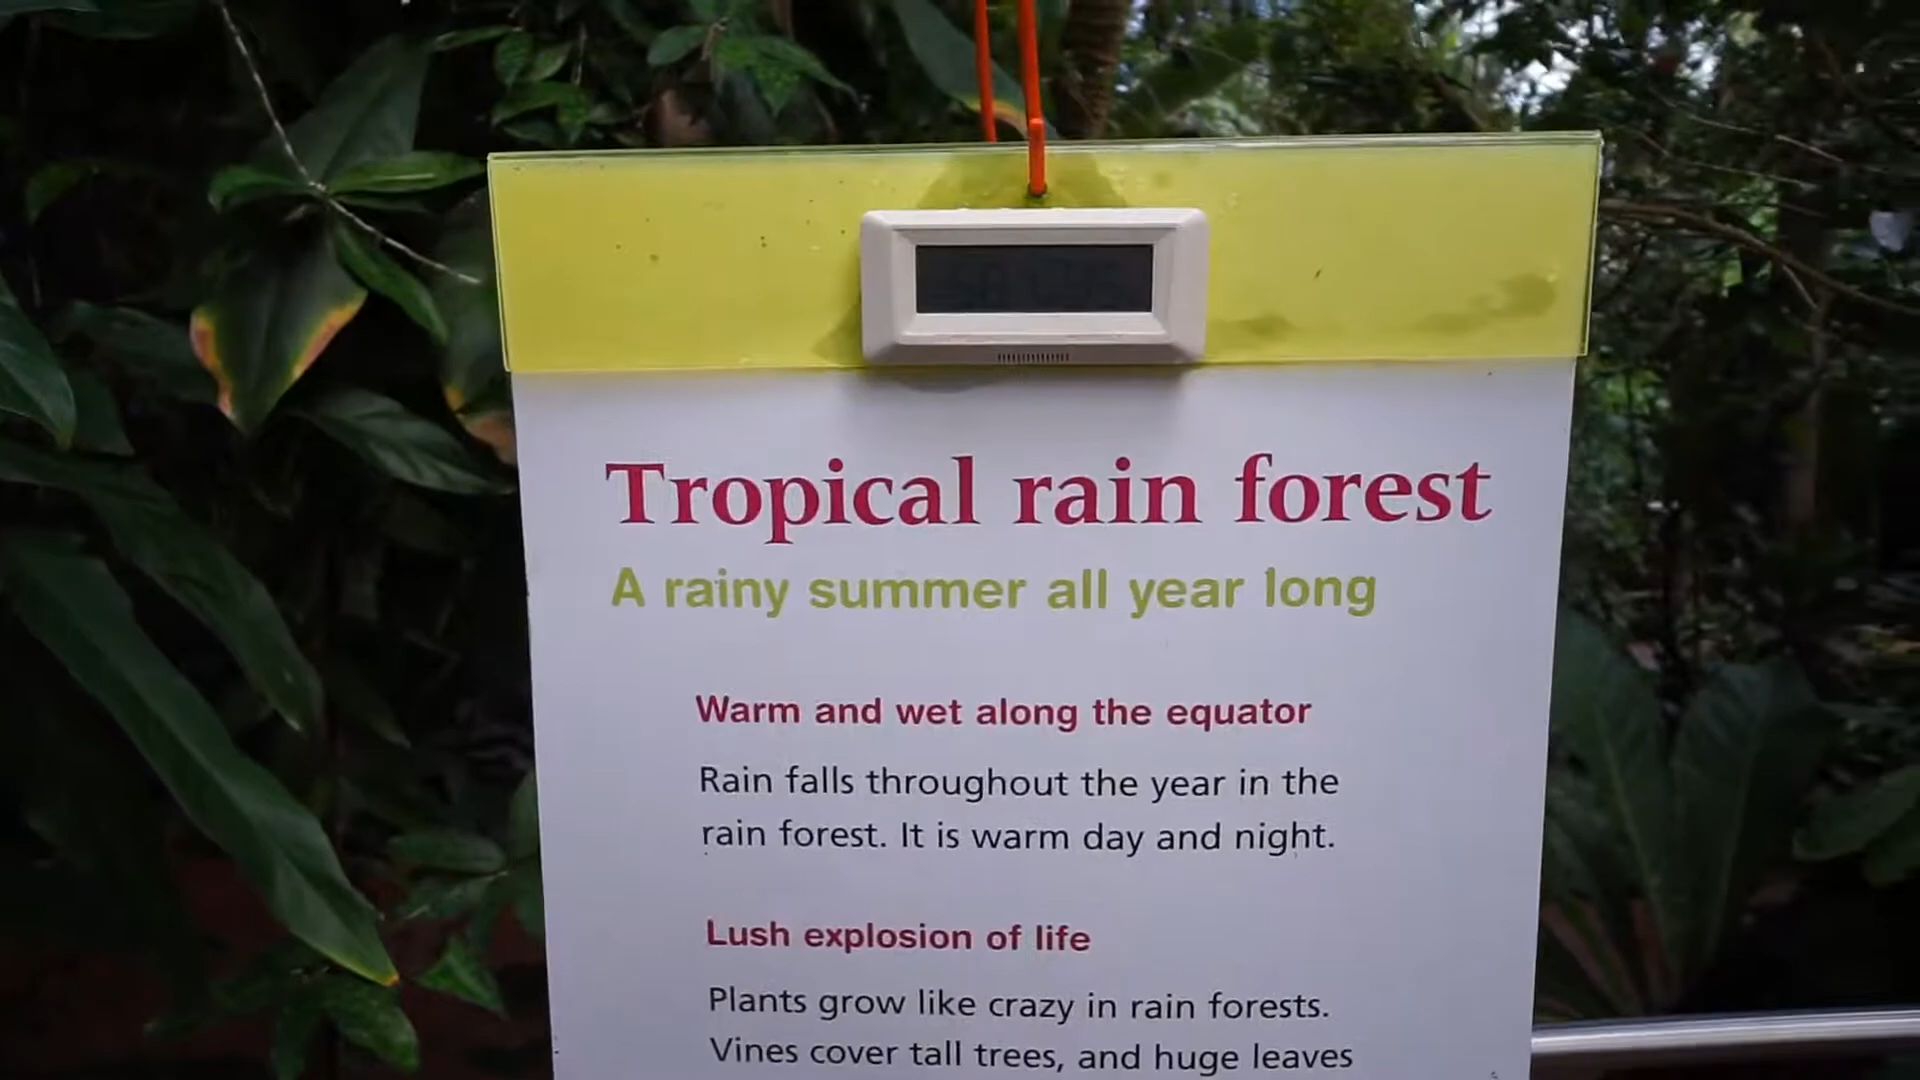 Tropical rain forest
A rainy summer all year long
Warm and wet along the equator
Rain falls throughout the year in the
rain forest. It is warm day and night.
Lush explosion of life
Plants grow like crazy in rain forests.
Vines cover tall trees, and huge leaves